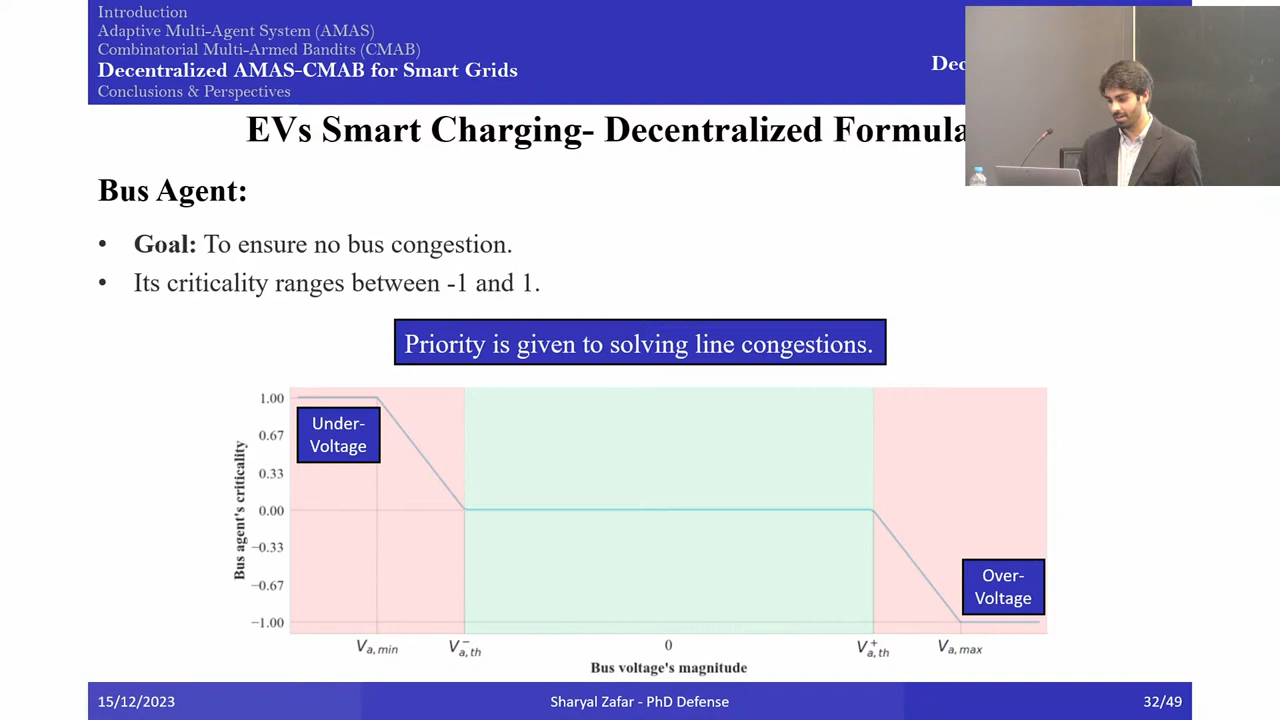 Introduction
Adaptive Multi-Agent System (AMAS)
Combinatorial Multi-Armed Bandits (CMAB)
Decentralized AMAS-CMAB for Smart Grids
Conclusions & Perspectives
EVs Smart Charging- Decentralized
Bus Agent:
• Goal: To ensure no bus congestion.
• Its criticality ranges between -1 and 1.
Priority is given to solving line congestions.
Bus agent's criticality
1.00
0.67
0.33
0.00
−0.33
−0.67
−1.00
Under-
Voltage
Over-
Voltage
V a, min V⁻ a, th 0 V⁺ a, th V a, max
Bus voltage's magnitude
15/12/2023 Sharyal Zafar - PhD Defense 32/49